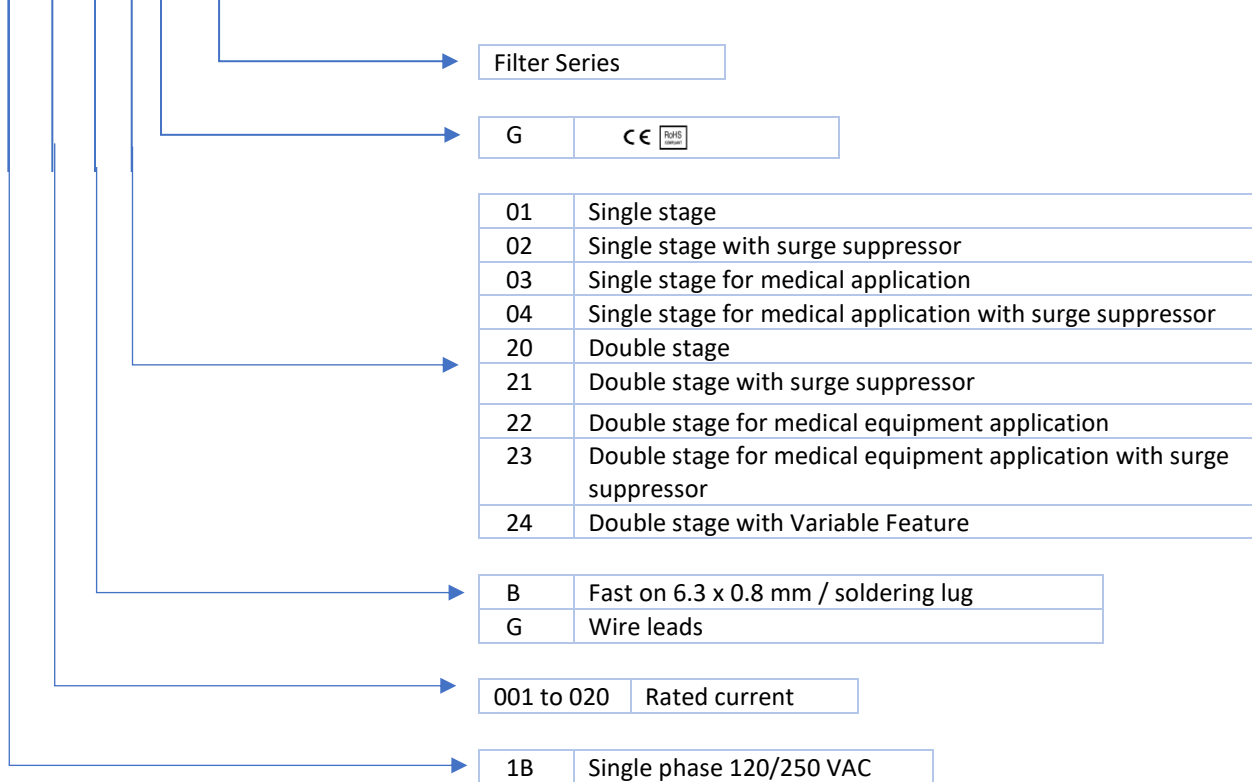 Filter Series
G CE RoHS
COMPLIANT
01 Single stage
02 Single stage with surge suppressor
03 Single stage for medical application
04 Single stage for medical application with surge suppressor
20 Double stage
21 Double stage with surge suppressor
22 Double stage for medical equipment application
23 Double stage for medical equipment application with surge
suppressor
24 Double stage with Variable Feature
B Fast on 6.3 x 0.8 mm / soldering lug
G Wire leads
001 to 020 Rated current
1B Single phase 120/250 VAC